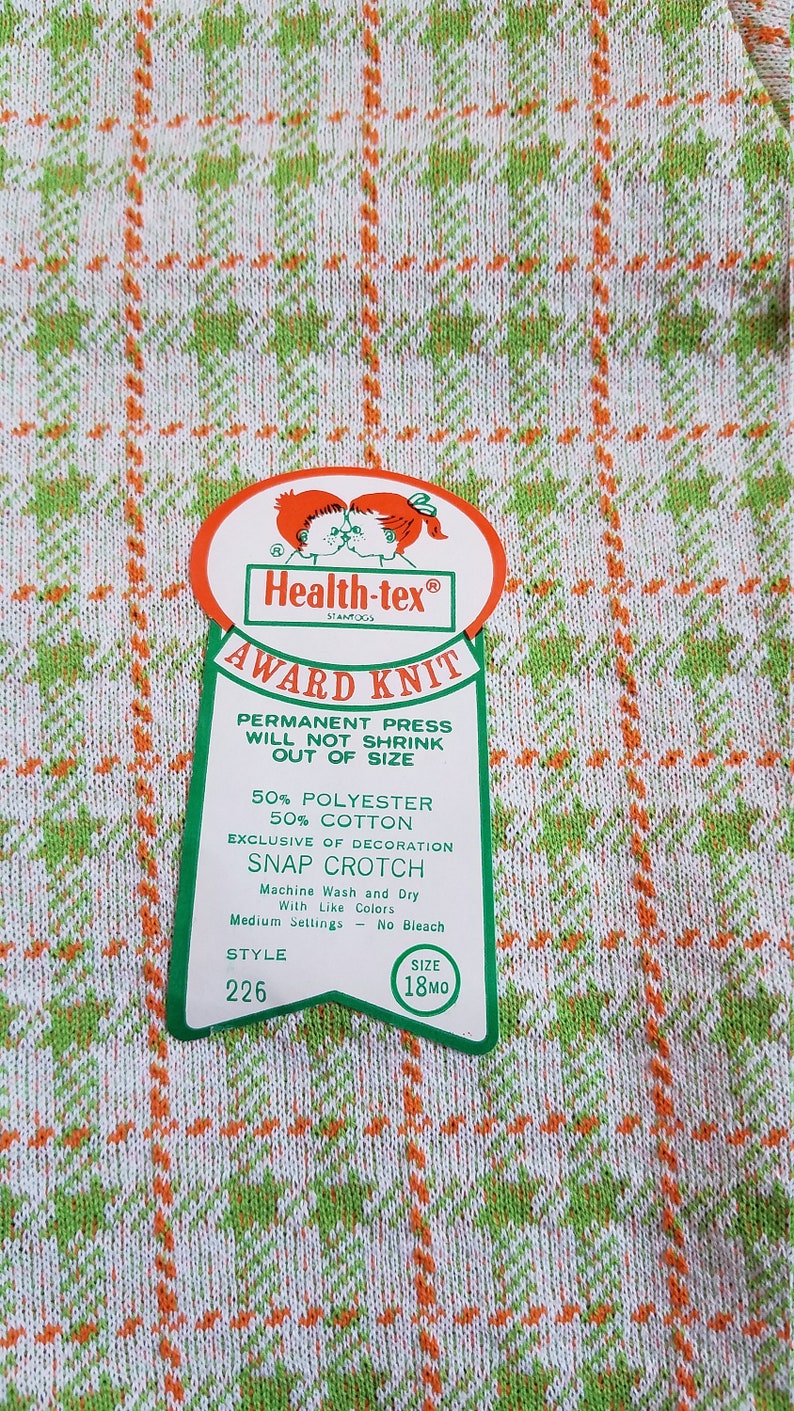 ®
Health-tex®
STANTOGS
AWARD KNIT
PERMANENT PRESS
WILL NOT SHRINK
OUT OF SIZE
50% POLYESTER
50% COTTON
EXCLUSIVE OF DECORATION
SNAP CROTCH
Machine Wash and Dry
With Like Colors
Medium Settings — No Bleach
STYLE
226
SIZE
18MO